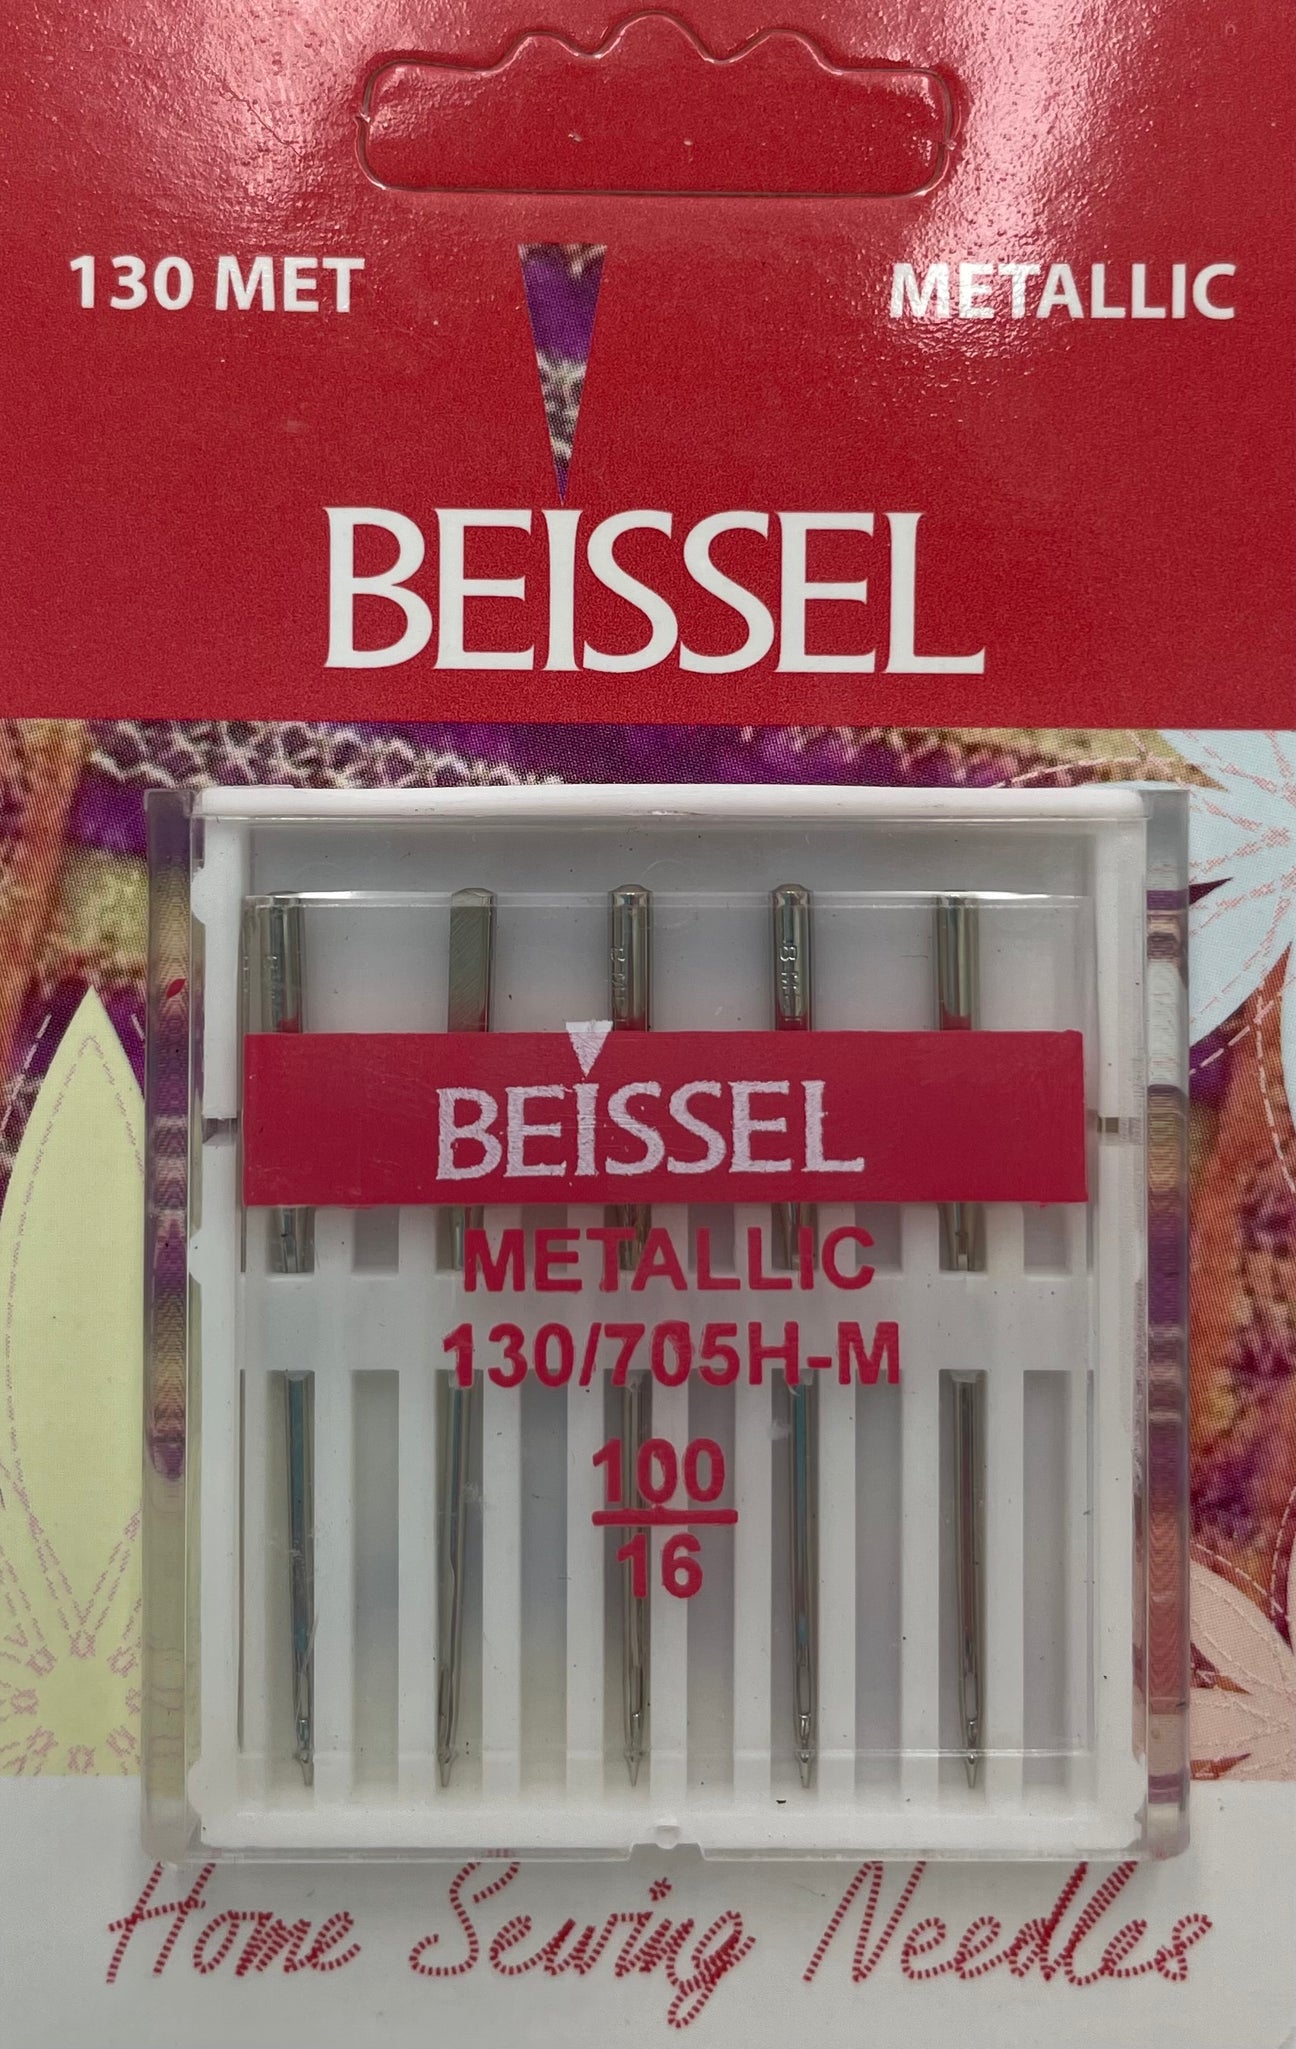 130 MET
METALLIC
BEISSEL
BEISSEL
METALLIC
130/705H-M
100
16
Home Sewing Needles